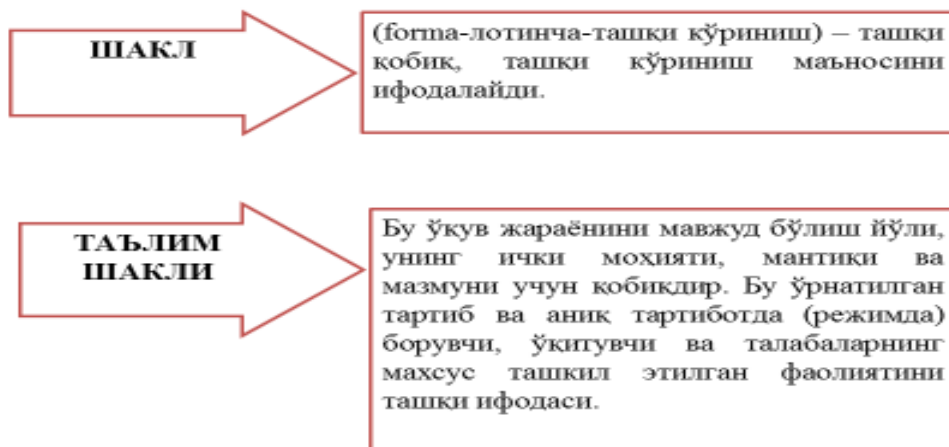 ШАКЛ
(forma-лотинча-ташқи кўриниш) – ташқи
қобиқ, ташқи кўриниш маъносини
ифодалайди.
ТАЪЛИМ
ШАКЛИ
Бу ўқув жараёнини мавжуд бўлиш йўли,
унинг ички моҳияти, мантиқи ва
мазмуни учун қобиқдир. Бу ўрнатилган
тартиб ва аниқ тартиботда (режимда)
борувчи, ўқитувчи ва талабаларнинг
махсус ташкил этилган фаолиятини
ташқи ифодаси.